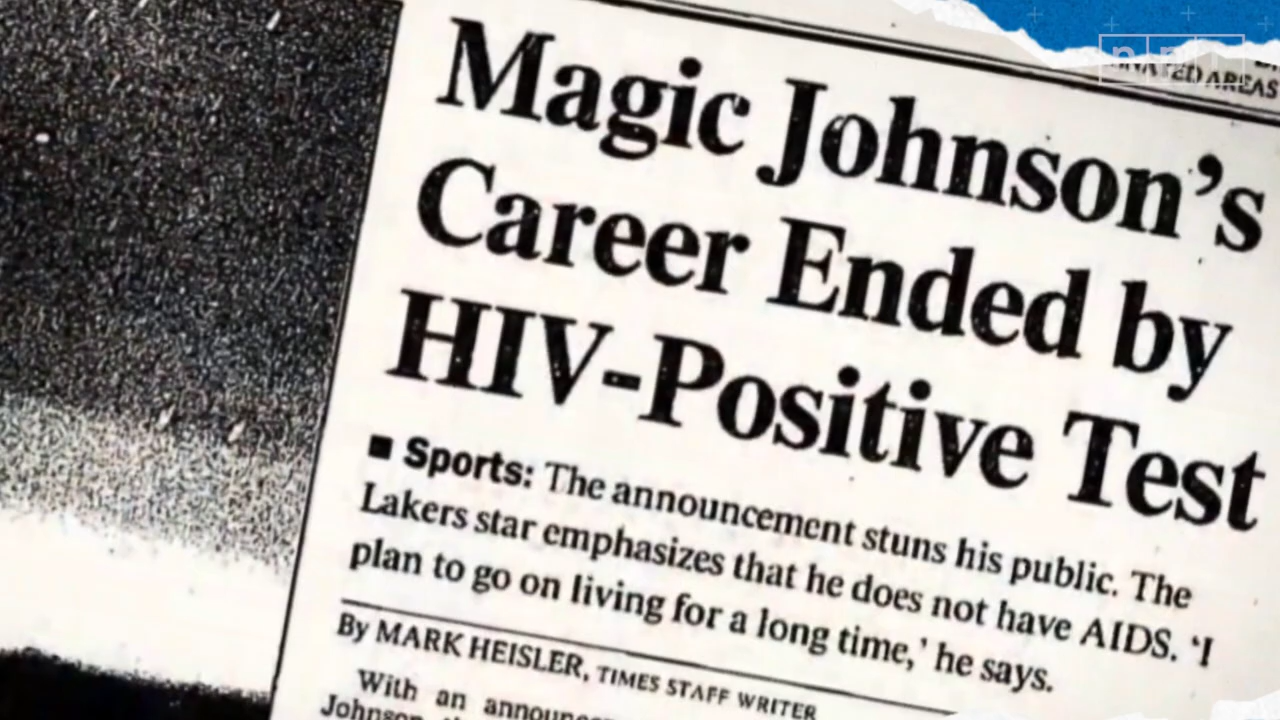 Magic Johnson's
Career Ended by
HIV-Positive Test
■ Sports: The announcement stuns his public. The
Lakers star emphasizes that he does not have AIDS. 'I
plan to go on living for a long time,' he says.
By MARK HEISLER, TIMES STAFF WRITER
With an
Johnson